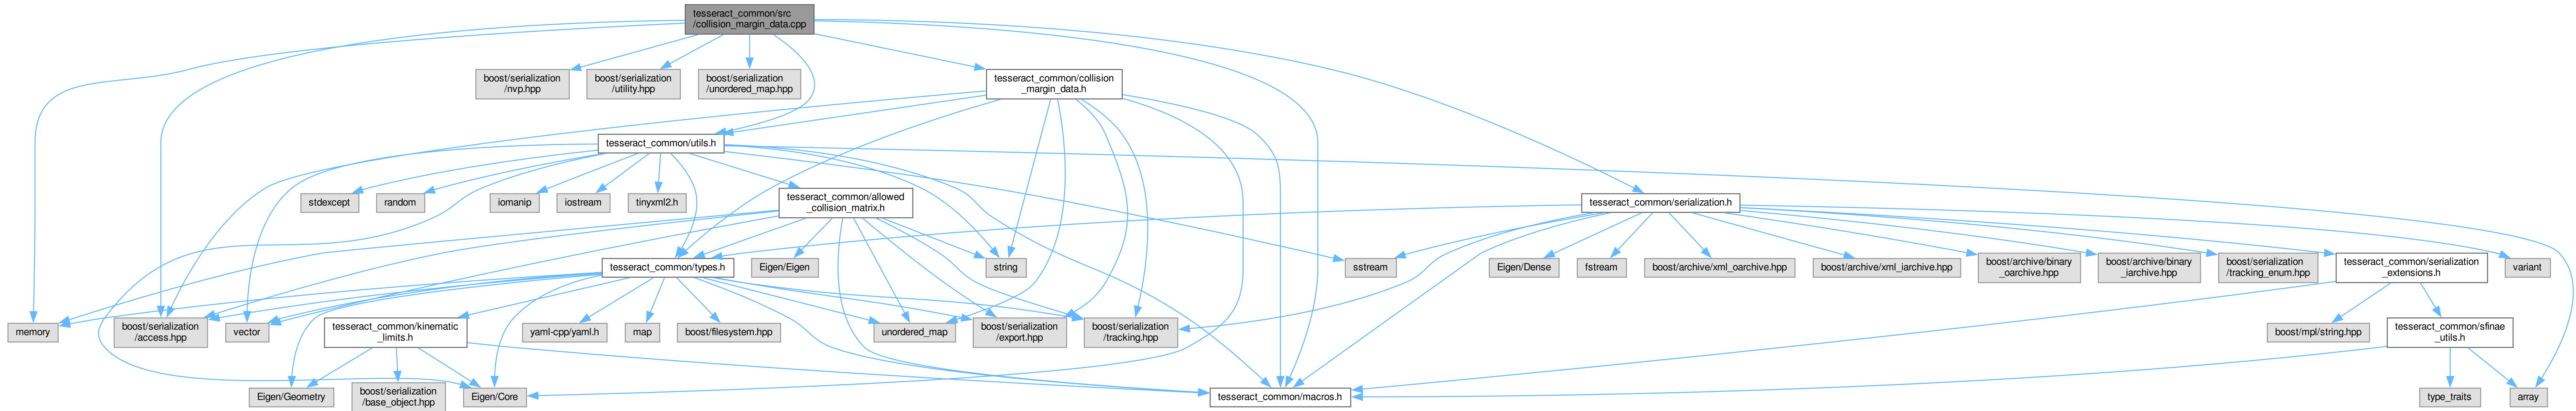 tesseract_common/src
/collision_margin_data.cpp
boost/serialization
/nvp.hpp
boost/serialization
/utility.hpp
boost/serialization
/unordered_map.hpp
tesseract_common/collision
_margin_data.h
tesseract_common/utils.h
stdexcept
random
iomanip
iostream
tinyxml2.h
tesseract_common/allowed
_collision_matrix.h
tesseract_common/serialization.h
tesseract_common/types.h
Eigen/Eigen
string
sstream
Eigen/Dense
fstream
boost/archive/xml_oarchive.hpp
boost/archive/xml_iarchive.hpp
boost/archive/binary
_oarchive.hpp
boost/archive/binary
_iarchive.hpp
boost/serialization
/tracking_enum.hpp
tesseract_common/serialization
_extensions.h
variant
memory
boost/serialization
/access.hpp
vector
tesseract_common/kinematic
_limits.h
yaml-cpp/yaml.h
map
boost/filesystem.hpp
unordered_map
boost/serialization
/export.hpp
boost/serialization
/tracking.hpp
boost/mpl/string.hpp
tesseract_common/sfinae
_utils.h
Eigen/Geometry
boost/serialization
/base_object.hpp
Eigen/Core
tesseract_common/macros.h
type_traits
array